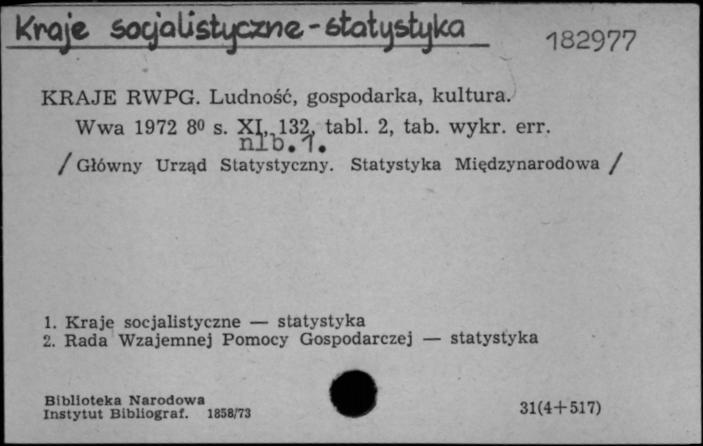 Kraje socjalistyczne - statystyka
182977
KRAJE RWPG. Ludność, gospodarka, kultura.
Wwa 1972 8⁰ s. XI, 132, tabl. 2, tab. wykr. err.
nlb. 1.
/ Główny Urząd Statystyczny. Statystyka Międzynarodowa /
1. Kraje socjalistyczne — statystyka
2. Rada Wzajemnej Pomocy Gospodarczej — statystyka
Biblioteka Narodowa
Instytut Bibliograf. 1858/73
31(4+517)